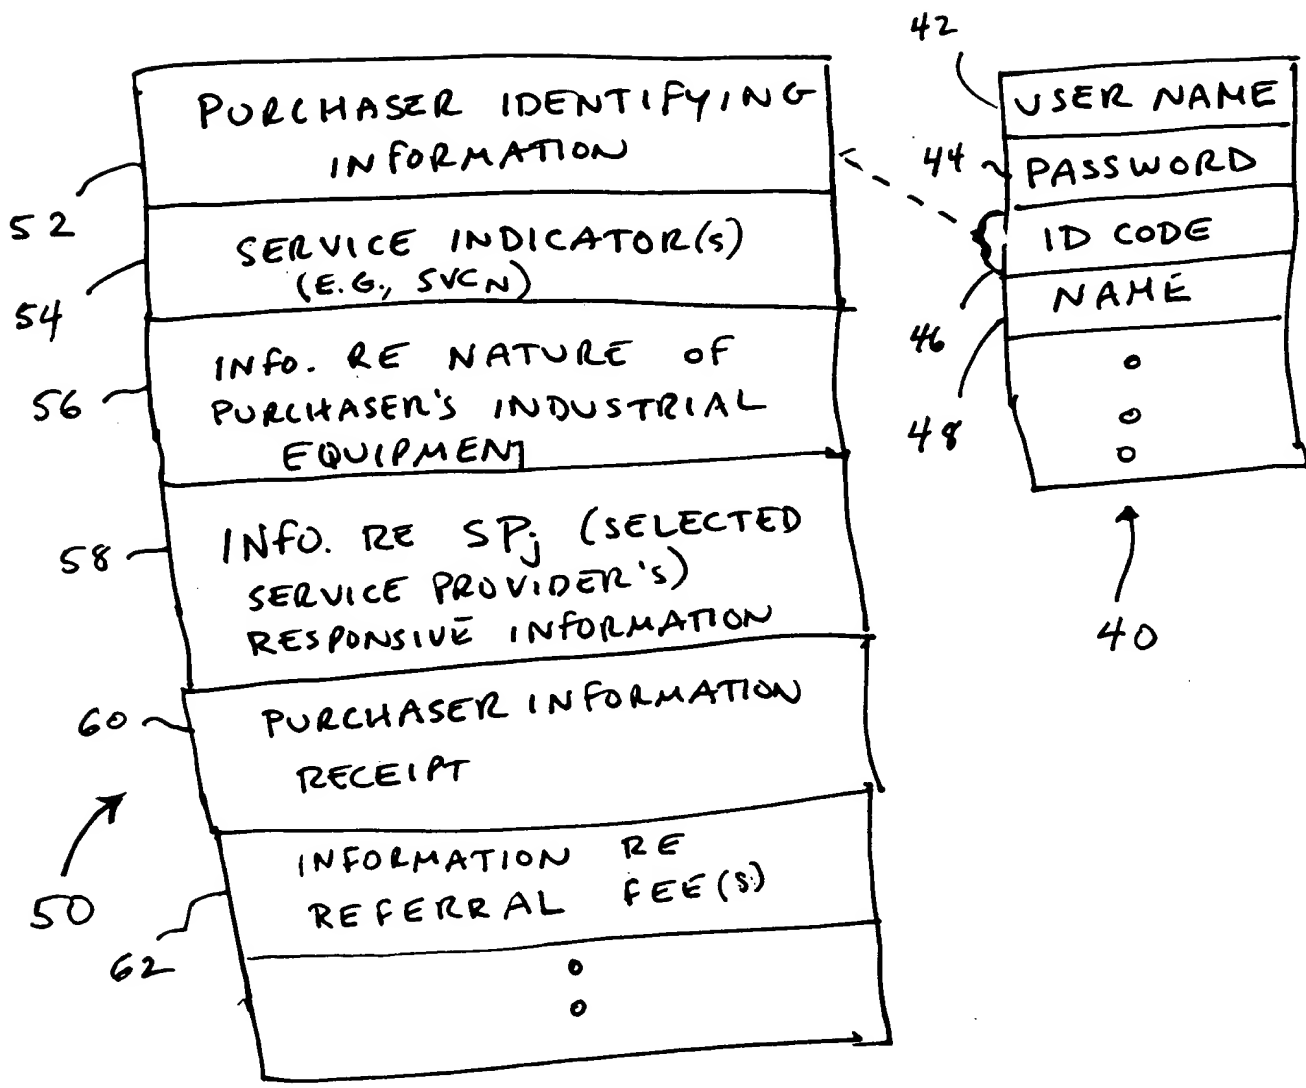 PURCHASER IDENTIFYING
INFORMATION
52
SERVICE INDICATOR(S)
(E.G., SVCN)
54
INFO. RE NATURE OF
PURCHASER'S INDUSTRIAL
EQUIPMENT
56
INFO. RE SPj (SELECTED
SERVICE PROVIDER'S)
RESPONSIVE INFORMATION
58
PURCHASER INFORMATION
RECEIPT
60
50
INFORMATION RE
REFERRAL FEE(S)
62
42
USER NAME
44
PASSWORD
ID CODE
46
NAME
48
40